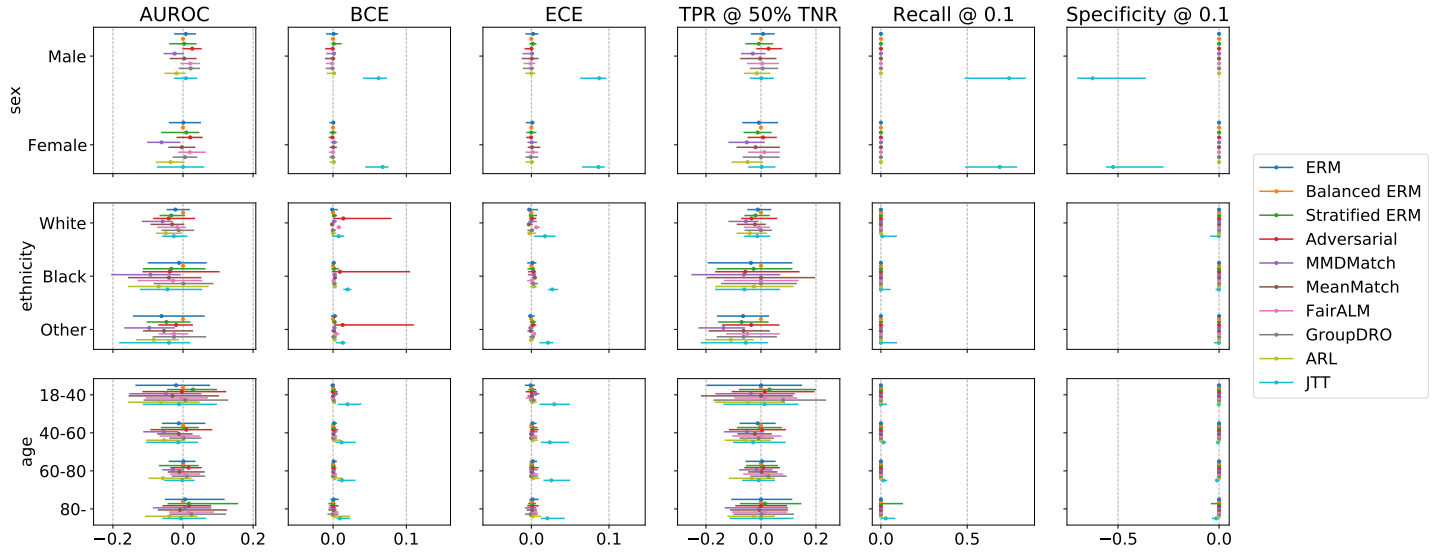 AUROC BCE ECE TPR @ 50% TNR Recall @ 0.1 Specificity @ 0.1
sex
Male
Female
ethnicity
White
Black
Other
age
18-40
40-60
60-80
80-
−0.2 0.0 0.2 0.0 0.1 0.0 0.1 −0.2 0.0 0.2 0.0 0.5 −0.5 0.0
ERM
Balanced ERM
Stratified ERM
Adversarial
MMDMatch
MeanMatch
FairALM
GroupDRO
ARL
JTT